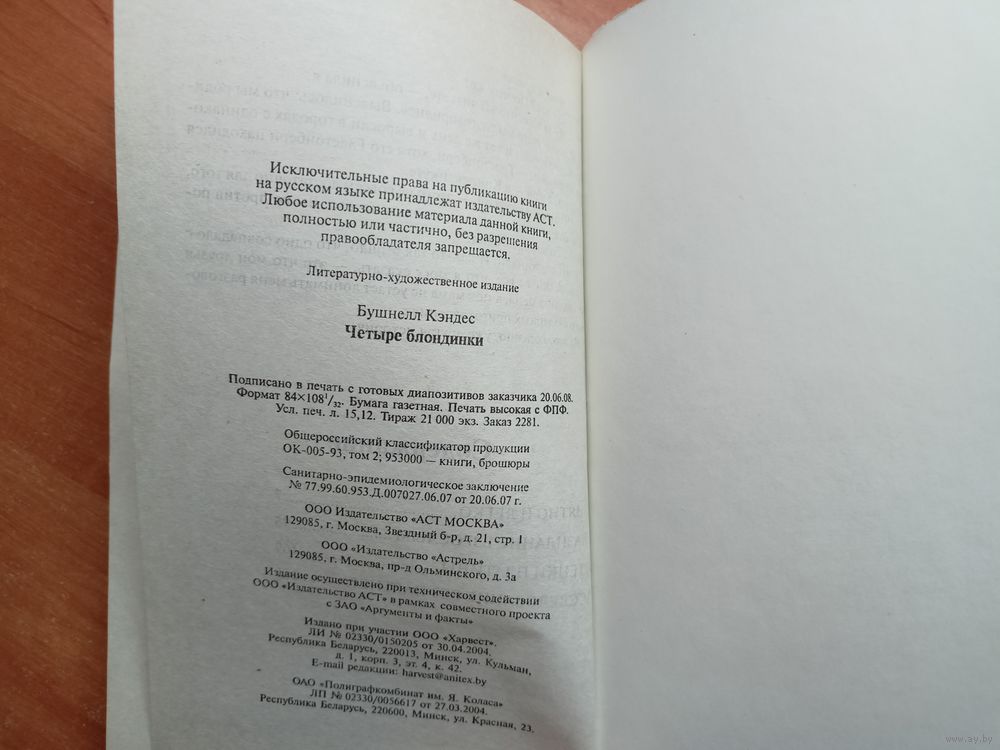 Исключительные права на публикацию книги
на русском языке принадлежат издательству АСТ.
Любое использование материала данной книги,
полностью или частично, без разрешения
правообладателя запрещается.
Литературно-художественное издание
Бушнелл Кэндес
Четыре блондинки
Подписано в печать с готовых диапозитивов заказчика 20.06.08.
Формат 84×108 1/32. Бумага газетная. Печать высокая с ФПФ.
Усл. печ. л. 15,12. Тираж 21 000 экз. Заказ 2281.
Общероссийский классификатор продукции
ОК-005-93, том 2; 953000 — книги, брошюры
Санитарно-эпидемиологическое заключение
№ 77.99.60.953.Д.007027.06.07 от 20.06.07 г.
ООО Издательство «АСТ МОСКВА»
129085, г. Москва, Звездный б-р, д. 21, стр. 1
ООО «Издательство «Астрель»
129085, г. Москва, пр-д Ольминского, д. 3а
Издание осуществлено при техническом содействии
ООО «Издательство АСТ» в рамках совместного проекта
с ЗАО «Аргументы и факты»
Издано при участии ООО «Харвест».
ЛИ № 02330/0150205 от 30.04.2004.
Республика Беларусь, 220013, Минск, ул. Кульман,
д. 1, корп. 3, эт. 4, к. 42.
E-mail редакции: harvest@anitex.by
ОАО «Полиграфкомбинат им. Я. Коласа»
ЛП № 02330/0056617 от 27.03.2004.
Республика Беларусь, 220600, Минск, ул. Красная, 23.
www.ay.by